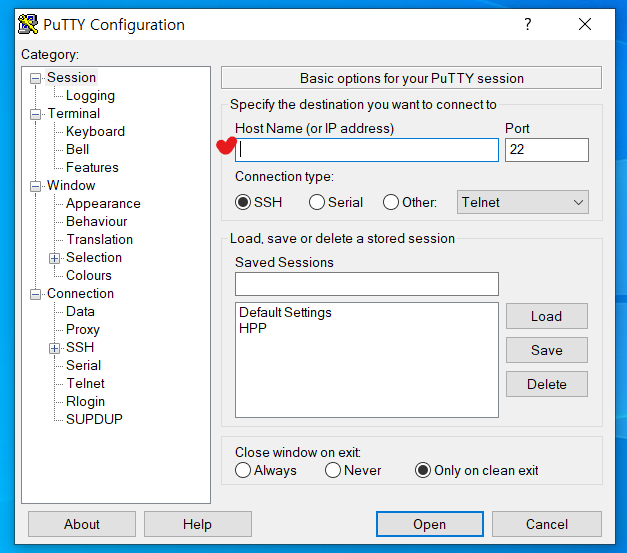 PuTTY Configuration
Category:
Session
Logging
Terminal
Keyboard
Bell
Features
Window
Appearance
Behaviour
Translation
Selection
Colours
Connection
Data
Proxy
SSH
Serial
Telnet
Rlogin
SUPDUP
Basic options for your PuTTY session
Specify the destination you want to connect to
Host Name (or IP address) Port
22
Connection type:
SSH Serial Other: Telnet
Load, save or delete a stored session
Saved Sessions
Default Settings
HPP
Load
Save
Delete
Close window on exit:
Always Never Only on clean exit
About Help Open Cancel